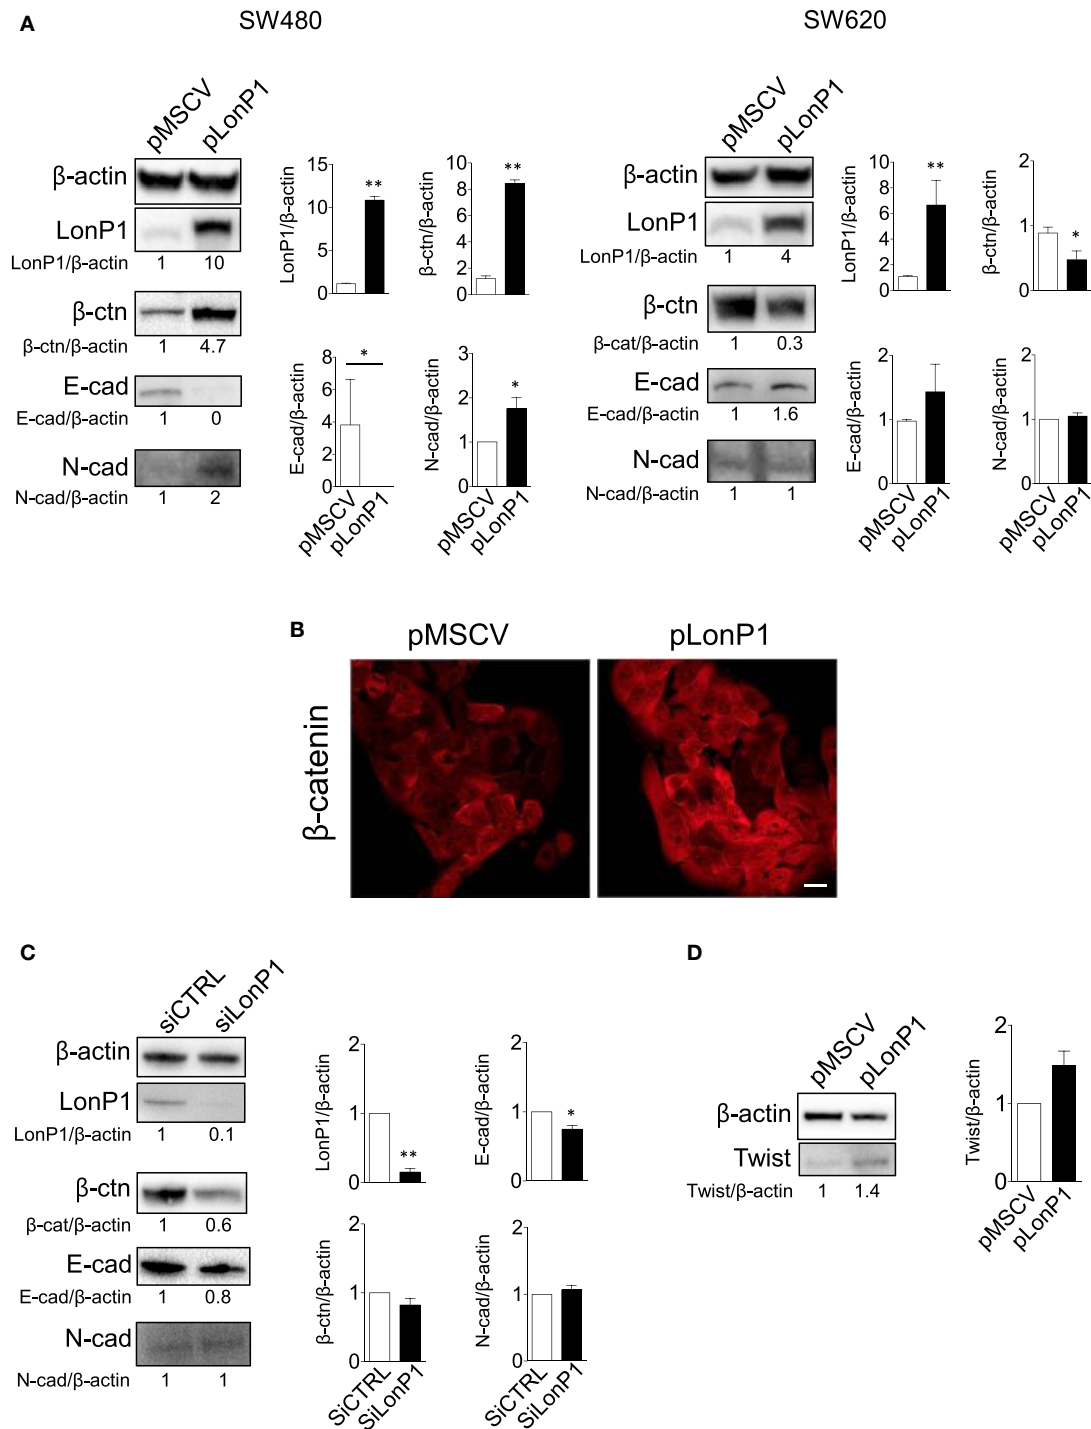 A
SW480
SW620
pMSCV
pLonP1
β-actin
LonP1
LonP1/β-actin 1 10
β-ctn
β-ctn/β-actin 1 4.7
E-cad
E-cad/β-actin 1 0
N-cad
N-cad/β-actin 1 2
LonP1/β-actin
15
10
5
0
**
β-ctn/β-actin
10
8
6
4
2
0
**
E-cad/β-actin
8
6
4
2
0
*
pMSCV
pLonP1
N-cad/β-actin
3
2
1
0
*
pMSCV
pLonP1
pMSCV
pLonP1
β-actin
LonP1
LonP1/β-actin 1 4
β-ctn
β-cat/β-actin 1 0.3
E-cad
E-cad/β-actin 1 1.6
N-cad
N-cad/β-actin 1 1
LonP1/β-actin
10
8
6
4
2
0
**
β-ctn/β-actin
2
1
0
*
E-cad/β-actin
2
1
0
pMSCV
pLonP1
N-cad/β-actin
2
1
0
pMSCV
pLonP1
B
pMSCV
pLonP1
β-catenin
C
siCTRL
siLonP1
β-actin
LonP1
LonP1/β-actin 1 0.1
β-ctn
β-cat/β-actin 1 0.6
E-cad
E-cad/β-actin 1 0.8
N-cad
N-cad/β-actin 1 1
LonP1/β-actin
2
1
0
**
E-cad/β-actin
2
1
0
*
β-ctn/β-actin
2
1
0
SiCTRL
SiLonP1
N-cad/β-actin
2
1
0
SiCTRL
SiLonP1
D
pMSCV
pLonP1
β-actin
Twist
Twist/β-actin 1 1.4
Twist/β-actin
2
1
0
pMSCV
pLonP1